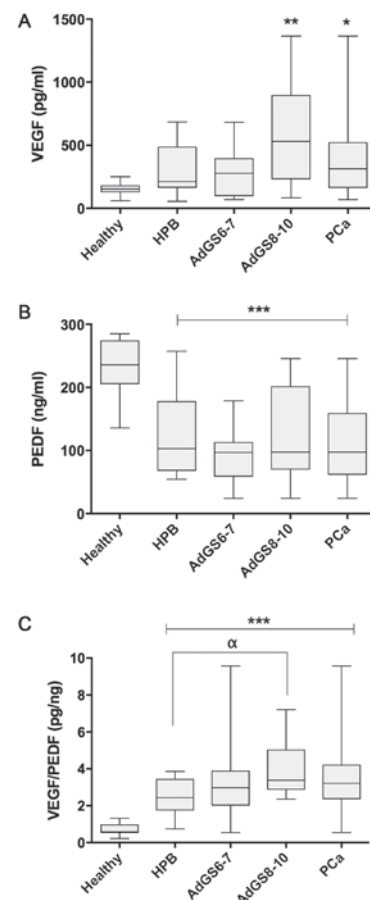 A
1500
**
*
1000
VEGF (pg/ml)
500
0
Healthy
HPB
AdGS6-7
AdGS8-10
PCa
B
***
300
200
PEDF (ng/ml)
100
0
Healthy
HPB
AdGS6-7
AdGS8-10
PCa
C
***
α
10
8
6
VEGF/PEDF (pg/ng)
4
2
0
Healthy
HPB
AdGS6-7
AdGS8-10
PCa